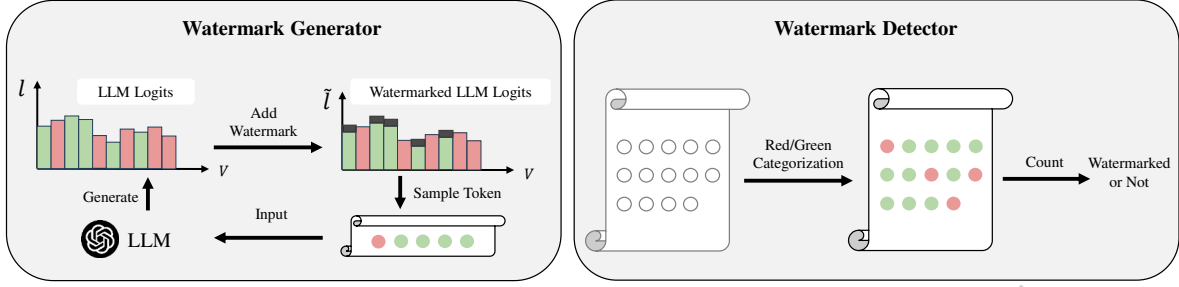 Watermark Generator
l
LLM Logits
V
Add
Watermark
l̃
Watermarked LLM Logits
V
Generate
Sample Token
Input
LLM
Watermark Detector
Red/Green
Categorization
Count
Watermarked
or Not